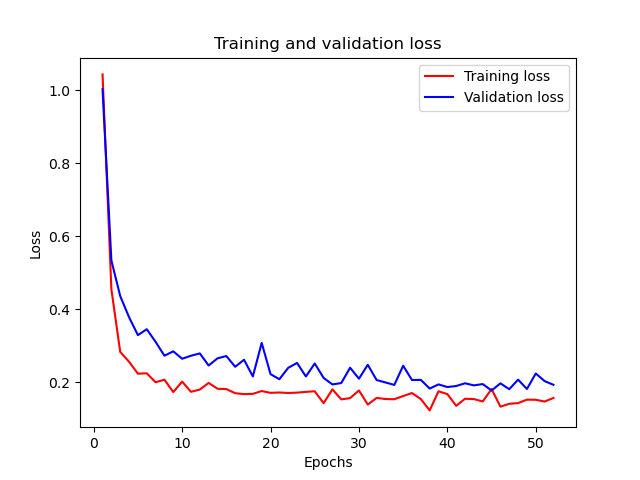 Training and validation loss
Training loss
Validation loss
1.0
0.8
0.6
0.4
0.2
Loss
0 10 20 30 40 50
Epochs